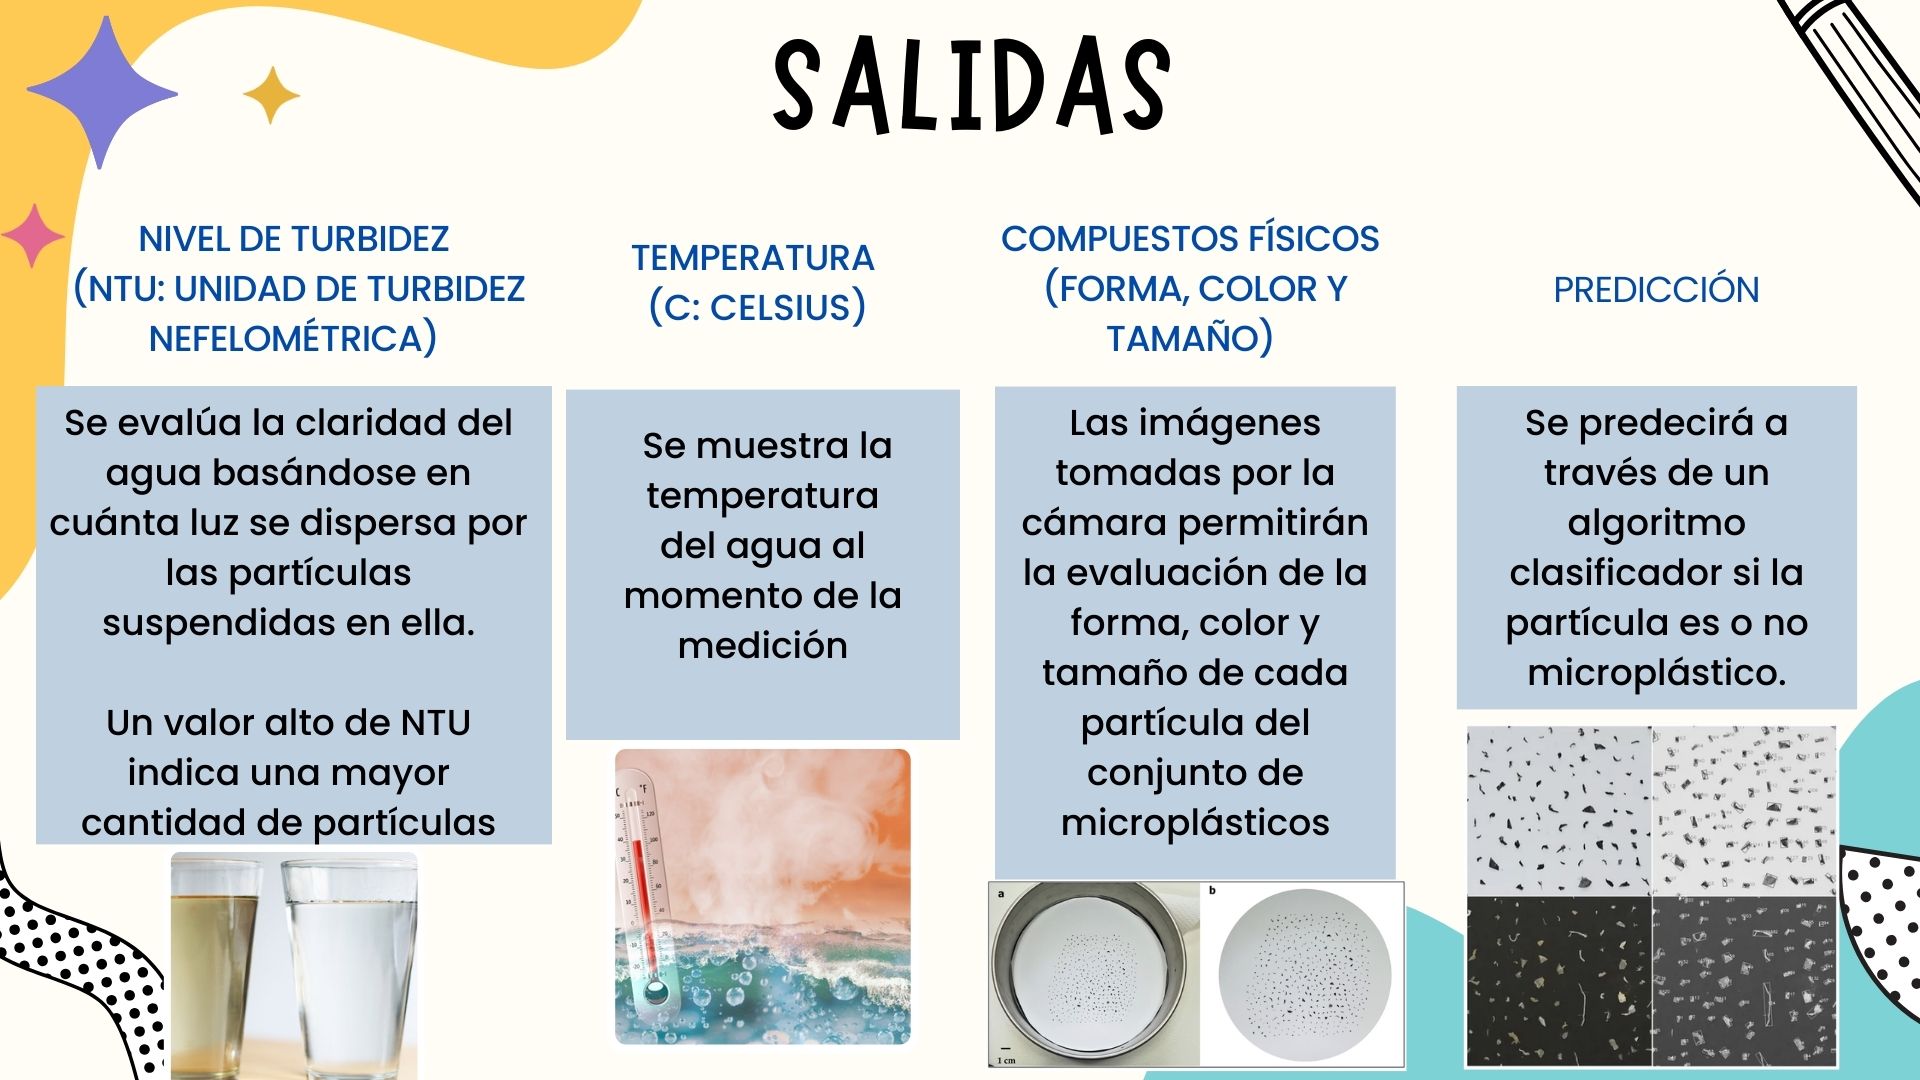 SALIDAS
NIVEL DE TURBIDEZ
(NTU: UNIDAD DE TURBIDEZ
NEFELOMÉTRICA)
Se evalúa la claridad del
agua basándose en
cuánta luz se dispersa por
las partículas
suspendidas en ella.
Un valor alto de NTU
indica una mayor
cantidad de partículas
TEMPERATURA
(C: CELSIUS)
Se muestra la
temperatura
del agua al
momento de la
medición
COMPUESTOS FÍSICOS
(FORMA, COLOR Y
TAMAÑO)
Las imágenes
tomadas por la
cámara permitirán
la evaluación de la
forma, color y
tamaño de cada
partícula del
conjunto de
microplásticos
a
b
1 cm
PREDICCIÓN
Se predecirá a
través de un
algoritmo
clasificador si la
partícula es o no
microplástico.